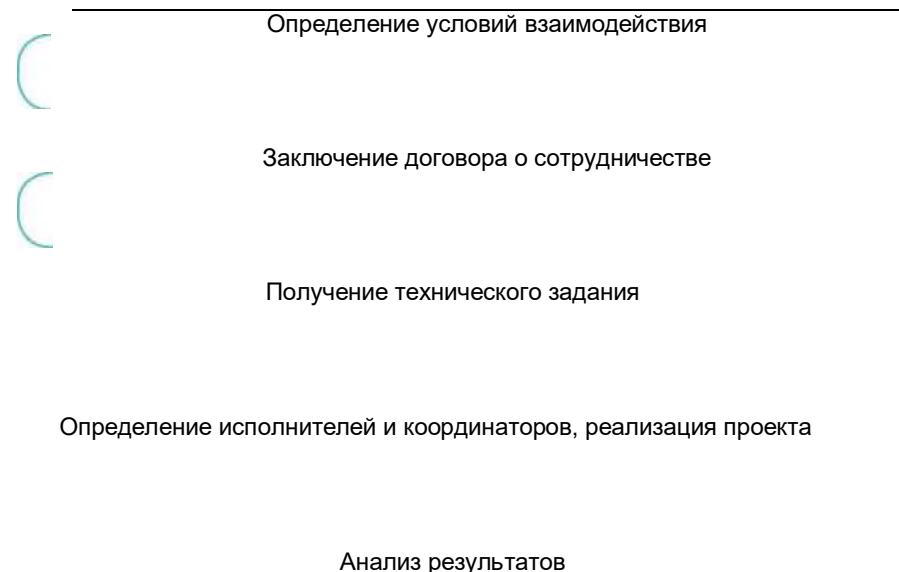 Определение условий взаимодействия
Заключение договора о сотрудничестве
Получение технического задания
Определение исполнителей и координаторов, реализация проекта
Анализ результатов